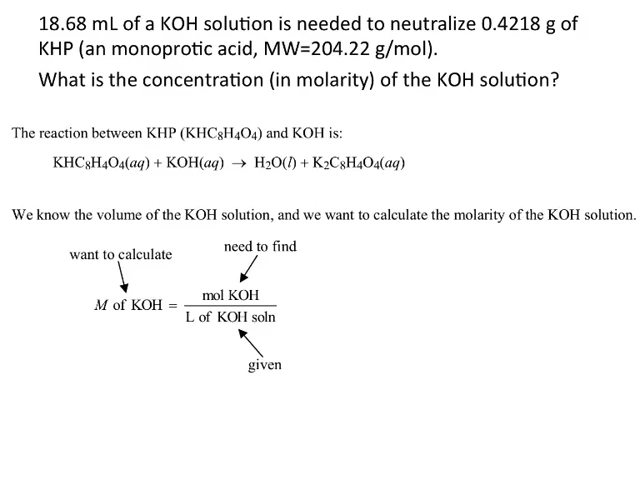 18.68 mL of a KOH solution is needed to neutralize 0.4218 g of
KHP (an monoprotic acid, MW=204.22 g/mol).
What is the concentration (in molarity) of the KOH solution?
The reaction between KHP (KHC₈H₄O₄) and KOH is:
KHC₈H₄O₄(aq) + KOH(aq) → H₂O(l) + K₂C₈H₄O₄(aq)
We know the volume of the KOH solution, and we want to calculate the molarity of the KOH solution.
need to find
want to calculate
mol KOH
M of KOH =
L of KOH soln
given